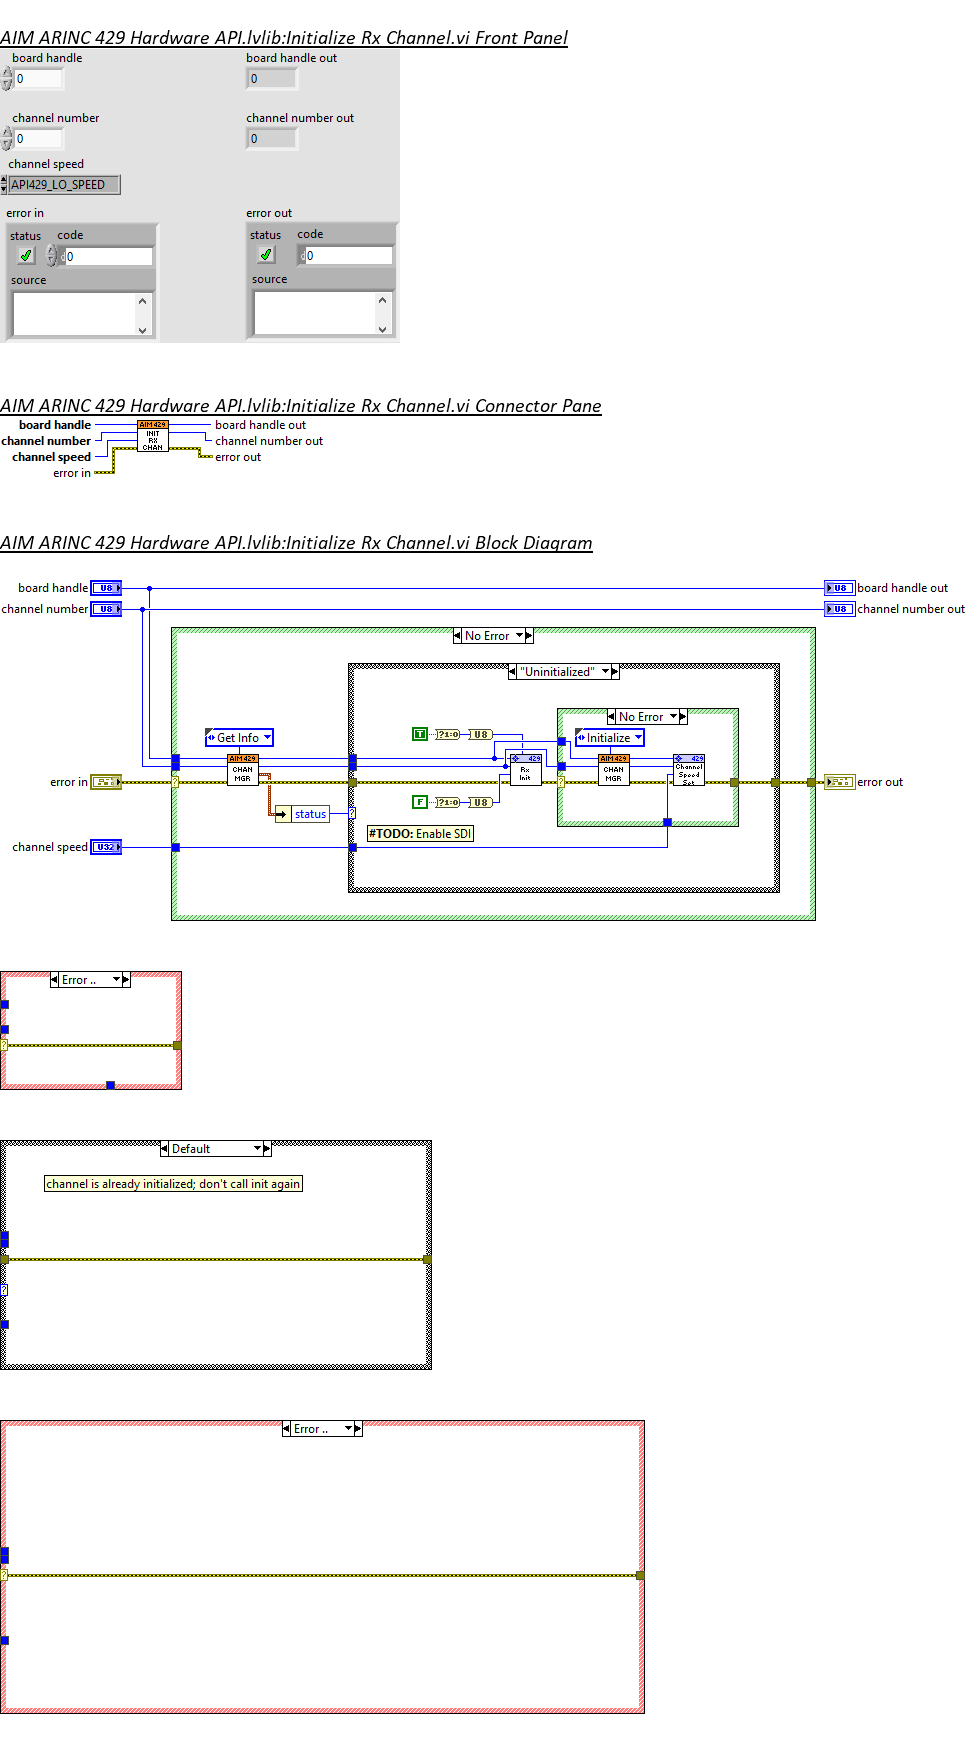 AIM ARINC 429 Hardware API.lvlib:Initialize Rx Channel.vi Front Panel
board handle board handle out
0 0
channel number channel number out
0 0
channel speed
API429_LO_SPEED
error in error out
status code status code
d0 d0
source source
AIM ARINC 429 Hardware API.lvlib:Initialize Rx Channel.vi Connector Pane
board handle AIM429 board handle out
channel number INIT channel number out
RX
channel speed CHAN error out
error in
AIM ARINC 429 Hardware API.lvlib:Initialize Rx Channel.vi Block Diagram
board handle U8 U8 board handle out
channel number U8 U8 channel number out
No Error
"Uninitialized"
No Error
Get Info T ?1:0 U8 Initialize
AIM429 429 AIM429 429
CHAN Rx CHAN Channel
MGR Init MGR Speed
Set
error in ? ? error out
F ?1:0 U8
status ?
#TODO: Enable SDI
channel speed U32
Error ..
?
Default
channel is already initialized; don't call init again
?
Error ..
?